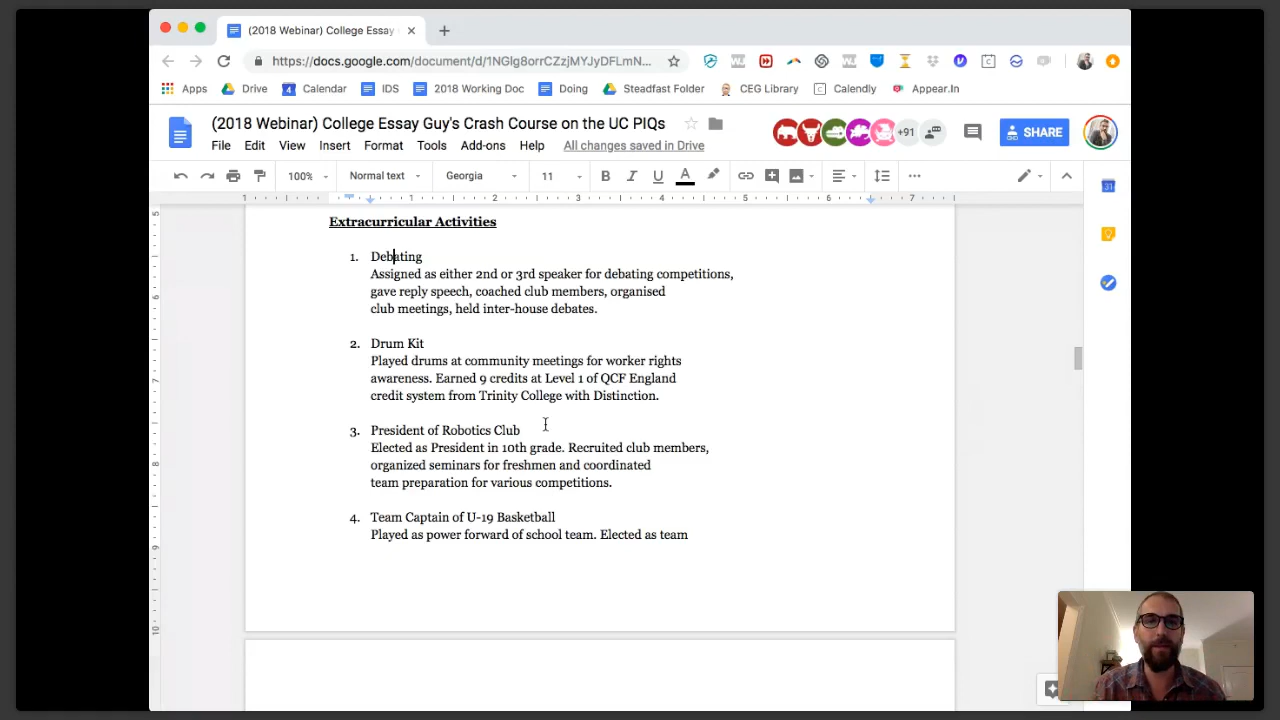 (2018 Webinar) College Essay
https://docs.google.com/document/d/1NGlg8orrCZzjMYJyDFLmN...
Apps Drive Calendar IDS 2018 Working Doc Doing Steadfast Folder CEG Library Calendly Appear.In
(2018 Webinar) College Essay Guy's Crash Course on the UC PIQs
+91
SHARE
File Edit View Insert Format Tools Add-ons Help All changes saved in Drive
100% Normal text Georgia 11 B I U A
1 1 2 3 4 5 6 7
Extracurricular Activities
1. Debating
Assigned as either 2nd or 3rd speaker for debating competitions,
gave reply speech, coached club members, organised
club meetings, held inter-house debates.
2. Drum Kit
Played drums at community meetings for worker rights
awareness. Earned 9 credits at Level 1 of QCF England
credit system from Trinity College with Distinction.
3. President of Robotics Club
Elected as President in 10th grade. Recruited club members,
organized seminars for freshmen and coordinated
team preparation for various competitions.
4. Team Captain of U-19 Basketball
Played as power forward of school team. Elected as team